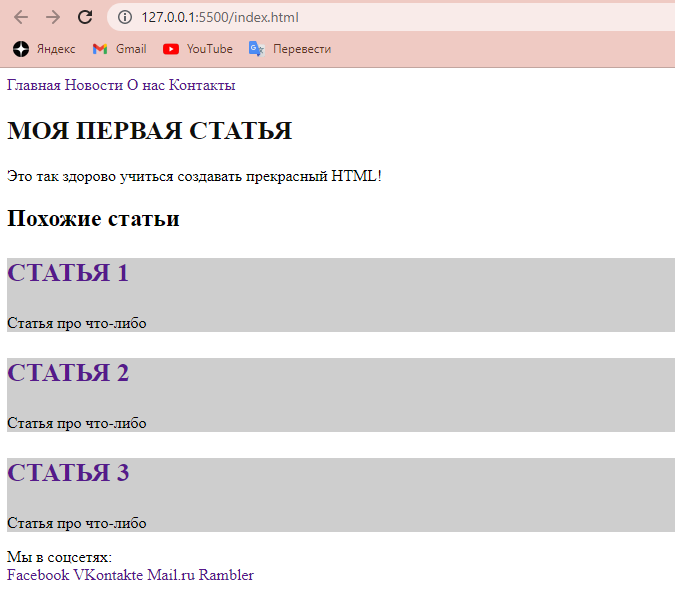 127.0.0.1:5500/index.html
Яндекс Gmail YouTube Перевести
Главная Новости О нас Контакты
МОЯ ПЕРВАЯ СТАТЬЯ
Это так здорово учиться создавать прекрасный HTML!
Похожие статьи
СТАТЬЯ 1
Статья про что-либо
СТАТЬЯ 2
Статья про что-либо
СТАТЬЯ 3
Статья про что-либо
Мы в соцсетях:
Facebook VKontakte Mail.ru Rambler